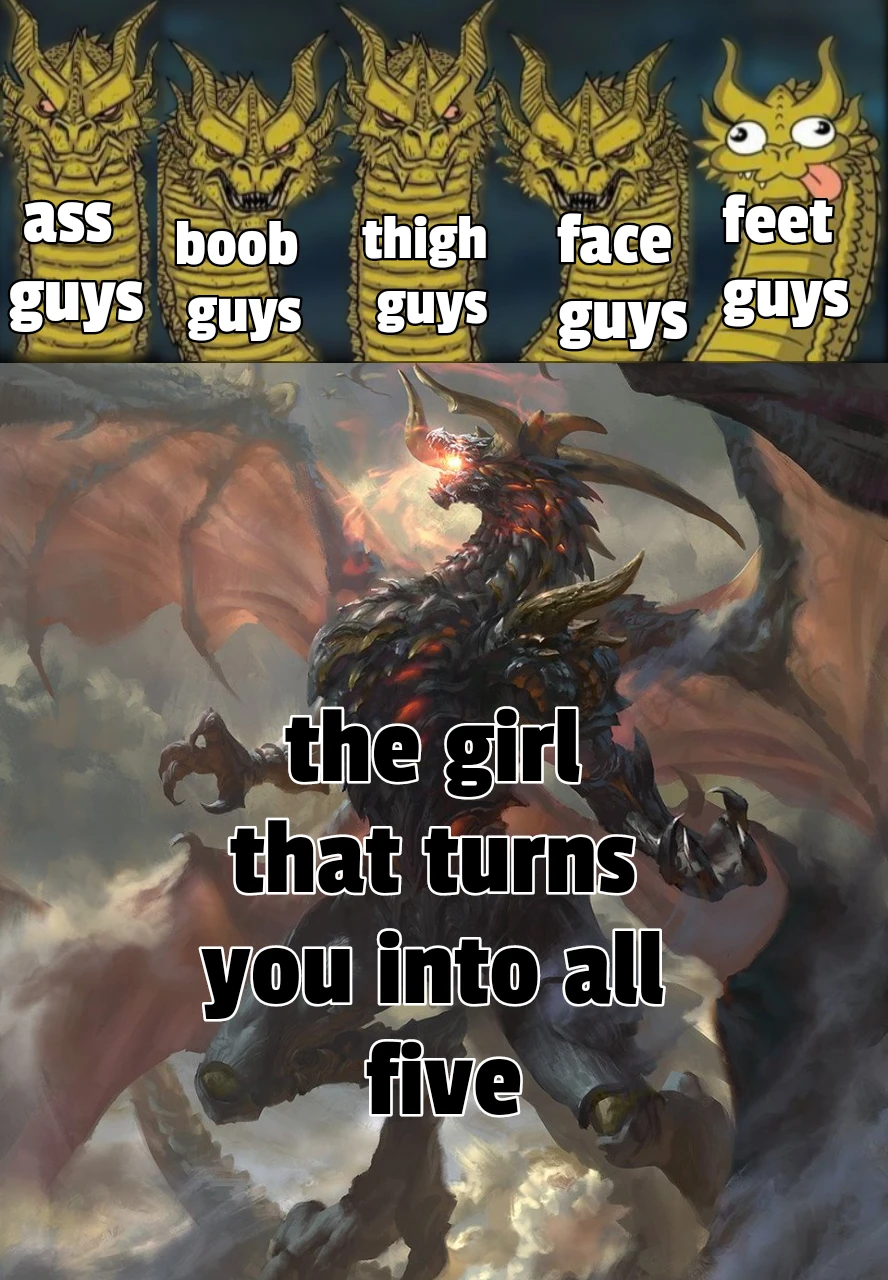 ass
guys
boob
guys
thigh
guys
face
guys
feet
guys
the girl
that turns
you into all
five